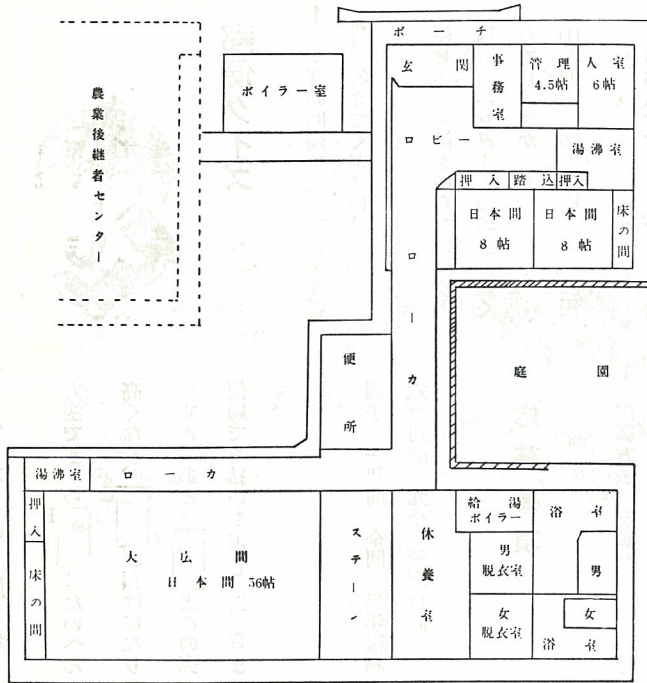 ポーチ
玄関
事務室
管理
4.5帖
人室
6帖
ボイラー室
農業後継者センター
ロビー
湯沸室
押入
踏込
押入
日本間
8帖
日本間
8帖
床の間
ローカ
庭園
便所
湯沸室
ローカ
押入
床の間
大広間
日本間 56帖
ステージ
休養室
給湯
ボイラー
浴室
男
脱衣室
男
女
脱衣室
女
浴室